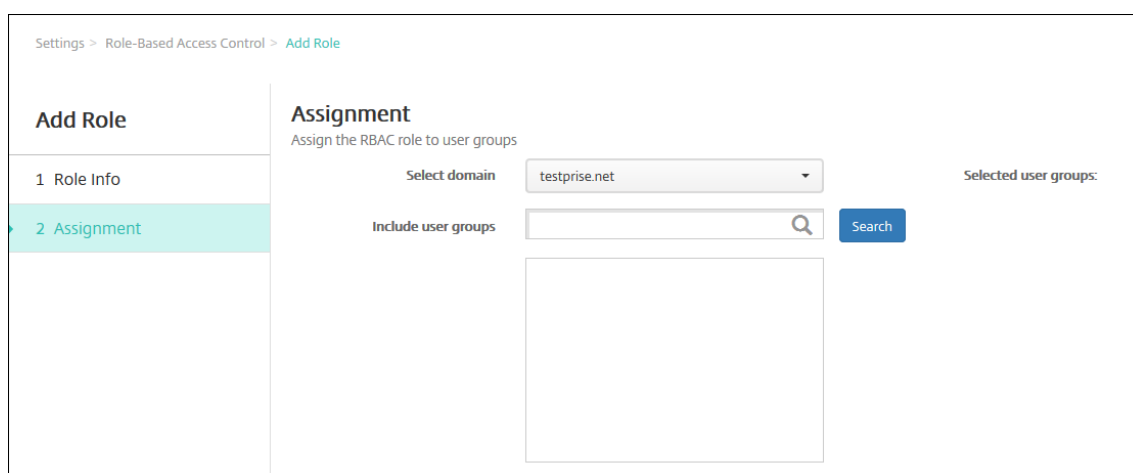 Settings > Role-Based Access Control > Add Role
Add Role
1 Role Info
2 Assignment
Assignment
Assign the RBAC role to user groups
Select domain testprise.net Selected user groups:
Include user groups Search